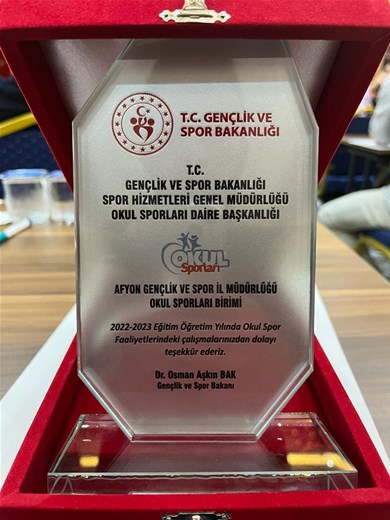 T.C. GENÇLİK VE
SPOR BAKANLIĞI
T.C.
GENÇLİK VE SPOR BAKANLIĞI
SPOR HİZMETLERİ GENEL MÜDÜRLÜĞÜ
OKUL SPORLARI DAİRE BAŞKANLIĞI
OKUL
Sporları
AFYON GENÇLİK VE SPOR İL MÜDÜRLÜĞÜ
OKUL SPORLARI BİRİMİ
2022-2023 Eğitim Öğretim Yılında Okul Spor
Faaliyetlerindeki çalışmalarınızdan dolayı
teşekkür ederiz.
Dr. Osman Aşkın BAK
Gençlik ve Spor Bakanı